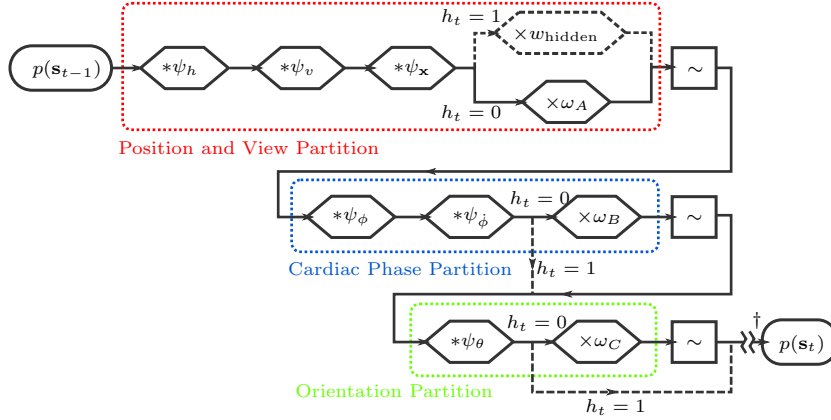 h_t = 1
×w_hidden
p(s_{t−1})
∗ψ_h
∗ψ_v
∗ψ_x
∼
×ω_A
h_t = 0
Position and View Partition
∗ψ_ϕ
∗ψ_ϕ̇
h_t = 0
×ω_B
∼
Cardiac Phase Partition
h_t = 1
∗ψ_θ
h_t = 0
×ω_C
∼
†
p(s_t)
Orientation Partition
h_t = 1